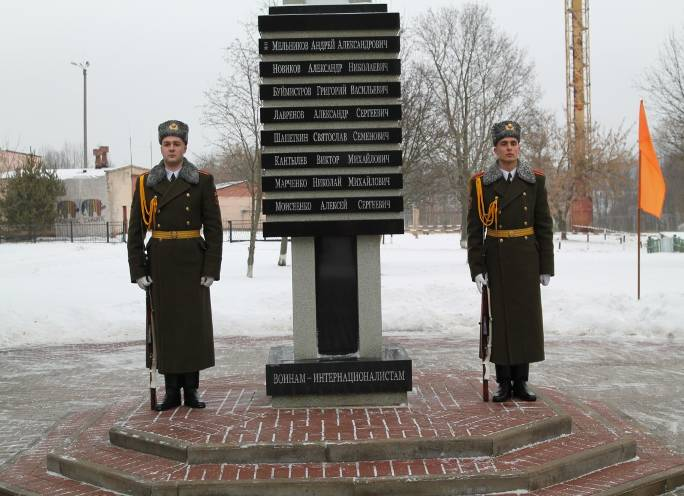 Мельников Андрей Александрович
Новиков Александр Николаевич
Буймистров Григорий Васильевич
Лавренов Александр Сергеевич
Шапеткин Святослав Семенович
Кантылев Виктор Михайлович
Марченко Николай Михайлович
Моисеенко Алексей Сергеевич
ВОИНАМ – ИНТЕРНАЦИОНАЛИСТАМ